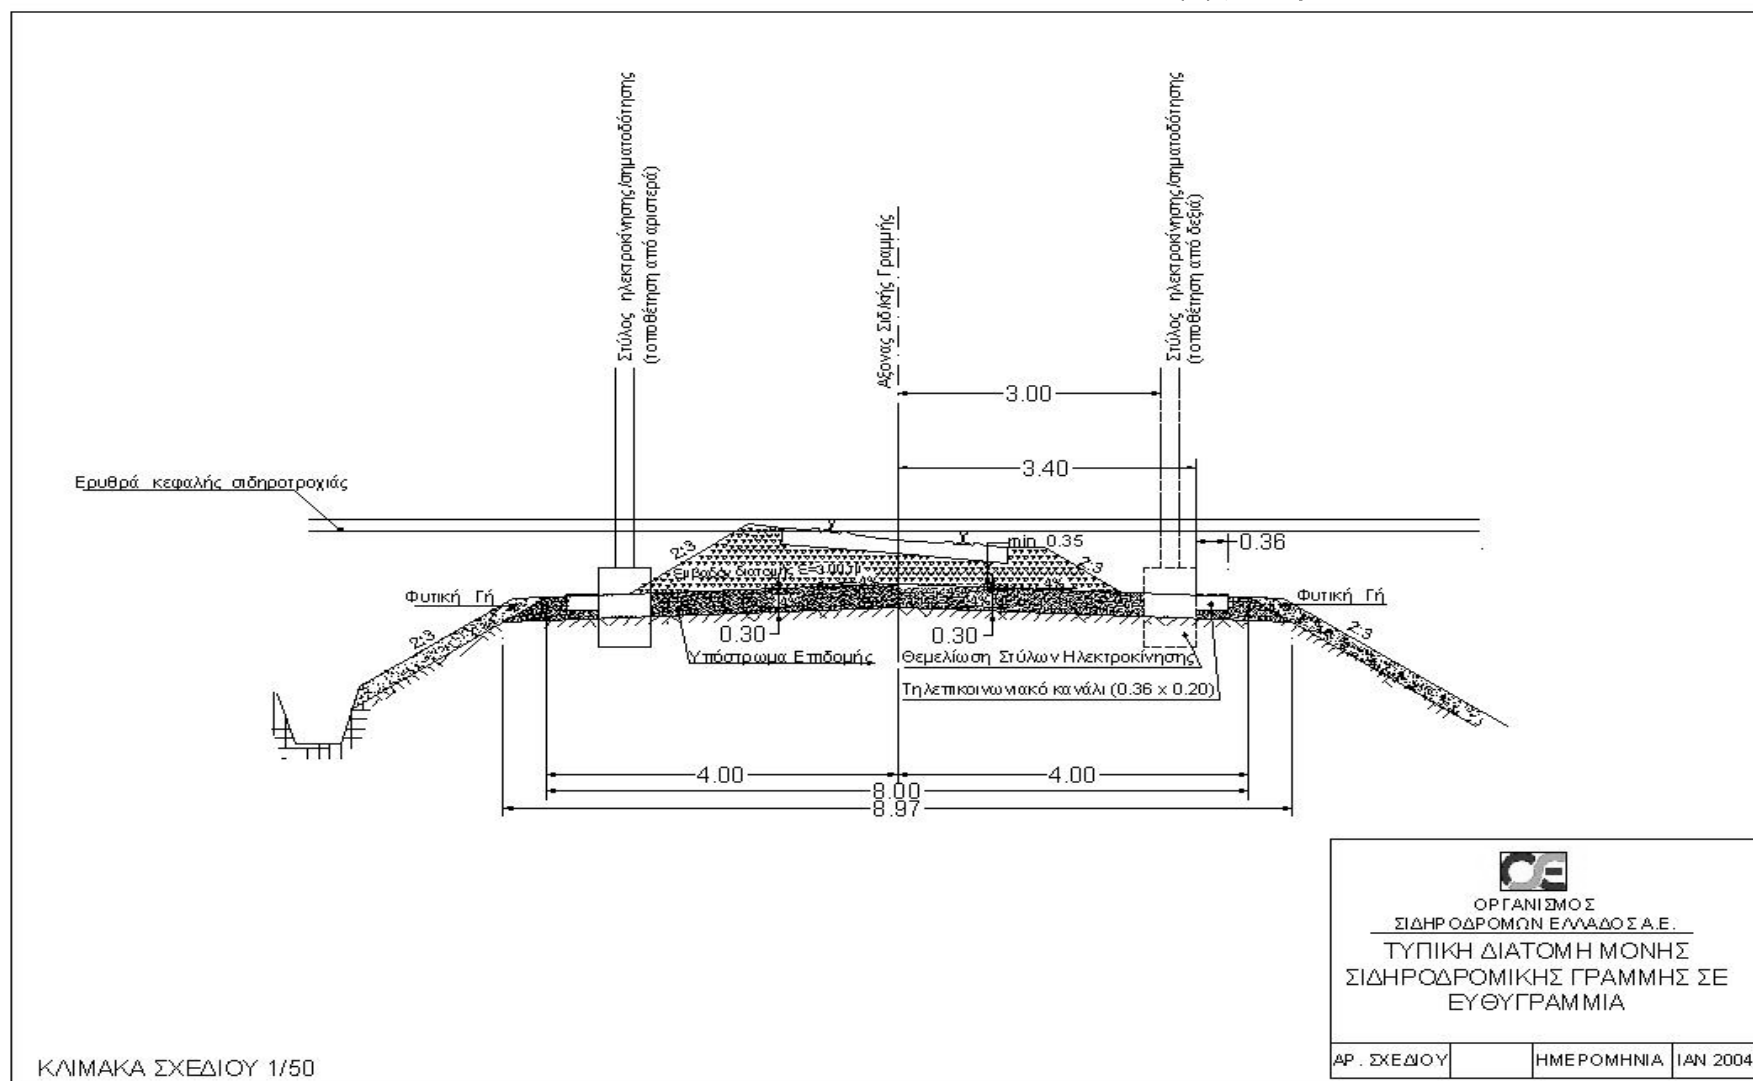 Στύλος ηλεκτροκίνησης/σηματοδότησης
(τοποθέτηση από αριστερά)
Αξονας Σιδ/κής Γραμμής
Στύλος ηλεκτροκίνησης/σηματοδότησης
(τοποθέτηση από δεξιά)
3.00
3.40
Ερυθρά κεφαλής σιδηροτροχιάς
min 0.35
0.36
2:3
2:3
Εμβαδόν διατομής
4%
4%
Φυτική Γή
Φυτική Γή
2:3
2:3
0.30
0.30
Υπόστρωμα Επιδομής
Θεμελίωση Στύλων Ηλεκτροκίνησης
Τηλεπικοινωνιακό κανάλι (0.36 x 0.20)
4.00
4.00
8.00
8.97
ΟΡΓΑΝΙΣΜΟΣ
ΣΙΔΗΡΟΔΡΟΜΩΝ ΕΛΛΑΔΟΣ Α.Ε.
ΤΥΠΙΚΗ ΔΙΑΤΟΜΗ ΜΟΝΗΣ
ΣΙΔΗΡΟΔΡΟΜΙΚΗΣ ΓΡΑΜΜΗΣ ΣΕ
ΕΥΘΥΓΡΑΜΜΙΑ
ΑΡ. ΣΧΕΔΙΟΥ
ΗΜΕΡΟΜΗΝΙΑ
ΙΑΝ 2004
ΚΛΙΜΑΚΑ ΣΧΕΔΙΟΥ 1/50